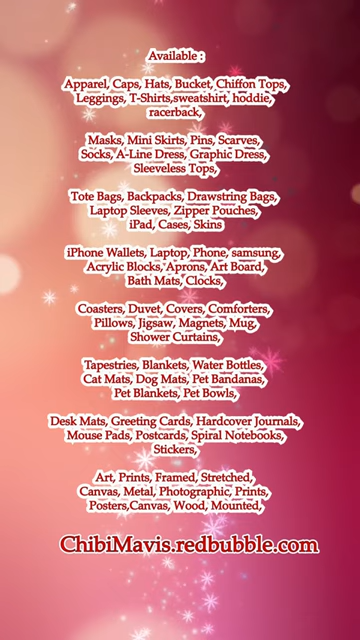 Available :
Apparel, Caps, Hats, Bucket, Chiffon Tops,
Leggings, T-Shirts,sweatshirt, hoddie,
racerback,
Masks, Mini Skirts, Pins, Scarves,
Socks, A-Line Dress, Graphic Dress,
Sleeveless Tops,
Tote Bags, Backpacks, Drawstring Bags,
Laptop Sleeves, Zipper Pouches,
iPad, Cases, Skins
iPhone Wallets, Laptop, Phone, samsung,
Acrylic Blocks, Aprons, Art Board,
Bath Mats, Clocks,
Coasters, Duvet, Covers, Comforters,
Pillows, Jigsaw, Magnets, Mug,
Shower Curtains,
Tapestries, Blankets, Water Bottles,
Cat Mats, Dog Mats, Pet Bandanas,
Pet Blankets, Pet Bowls,
Desk Mats, Greeting Cards, Hardcover Journals,
Mouse Pads, Postcards, Spiral Notebooks,
Stickers,
Art, Prints, Framed, Stretched,
Canvas, Metal, Photographic, Prints,
Posters,Canvas, Wood, Mounted,
ChibiMavis.redbubble.com